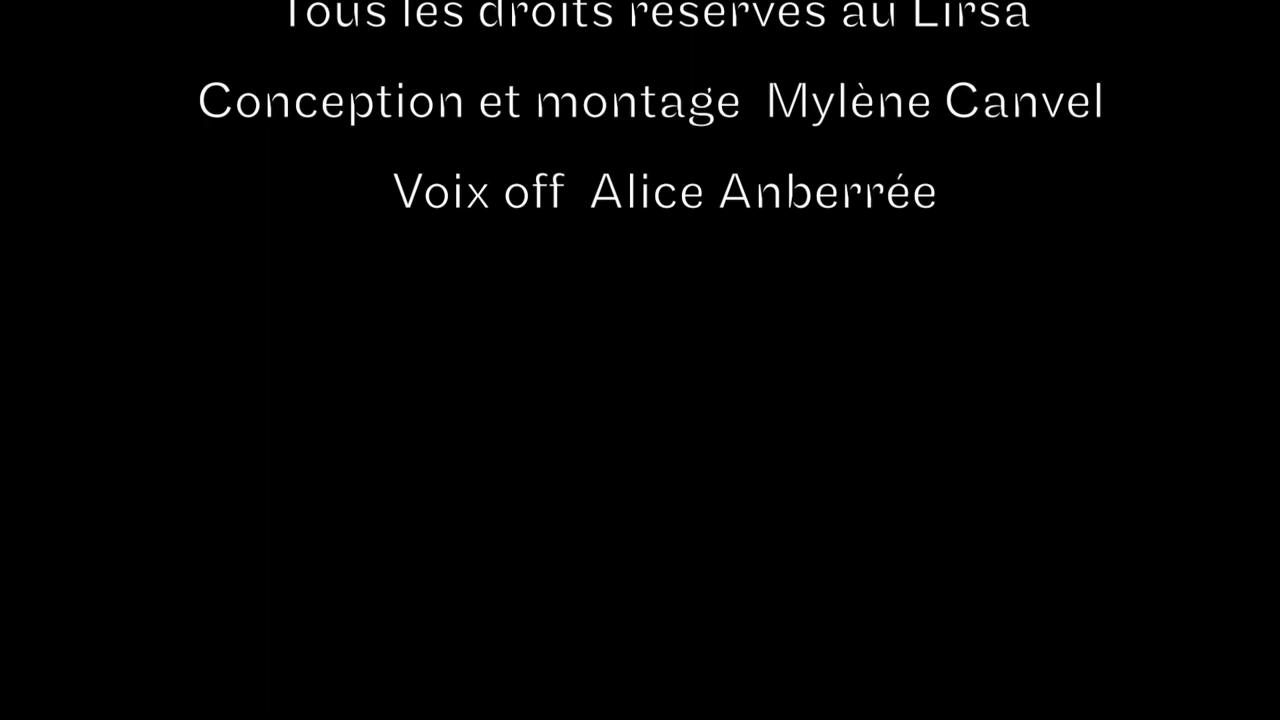 Tous les droits réservés au Lirsa
Conception et montage Mylène Canvel
Voix off Alice Anberrée